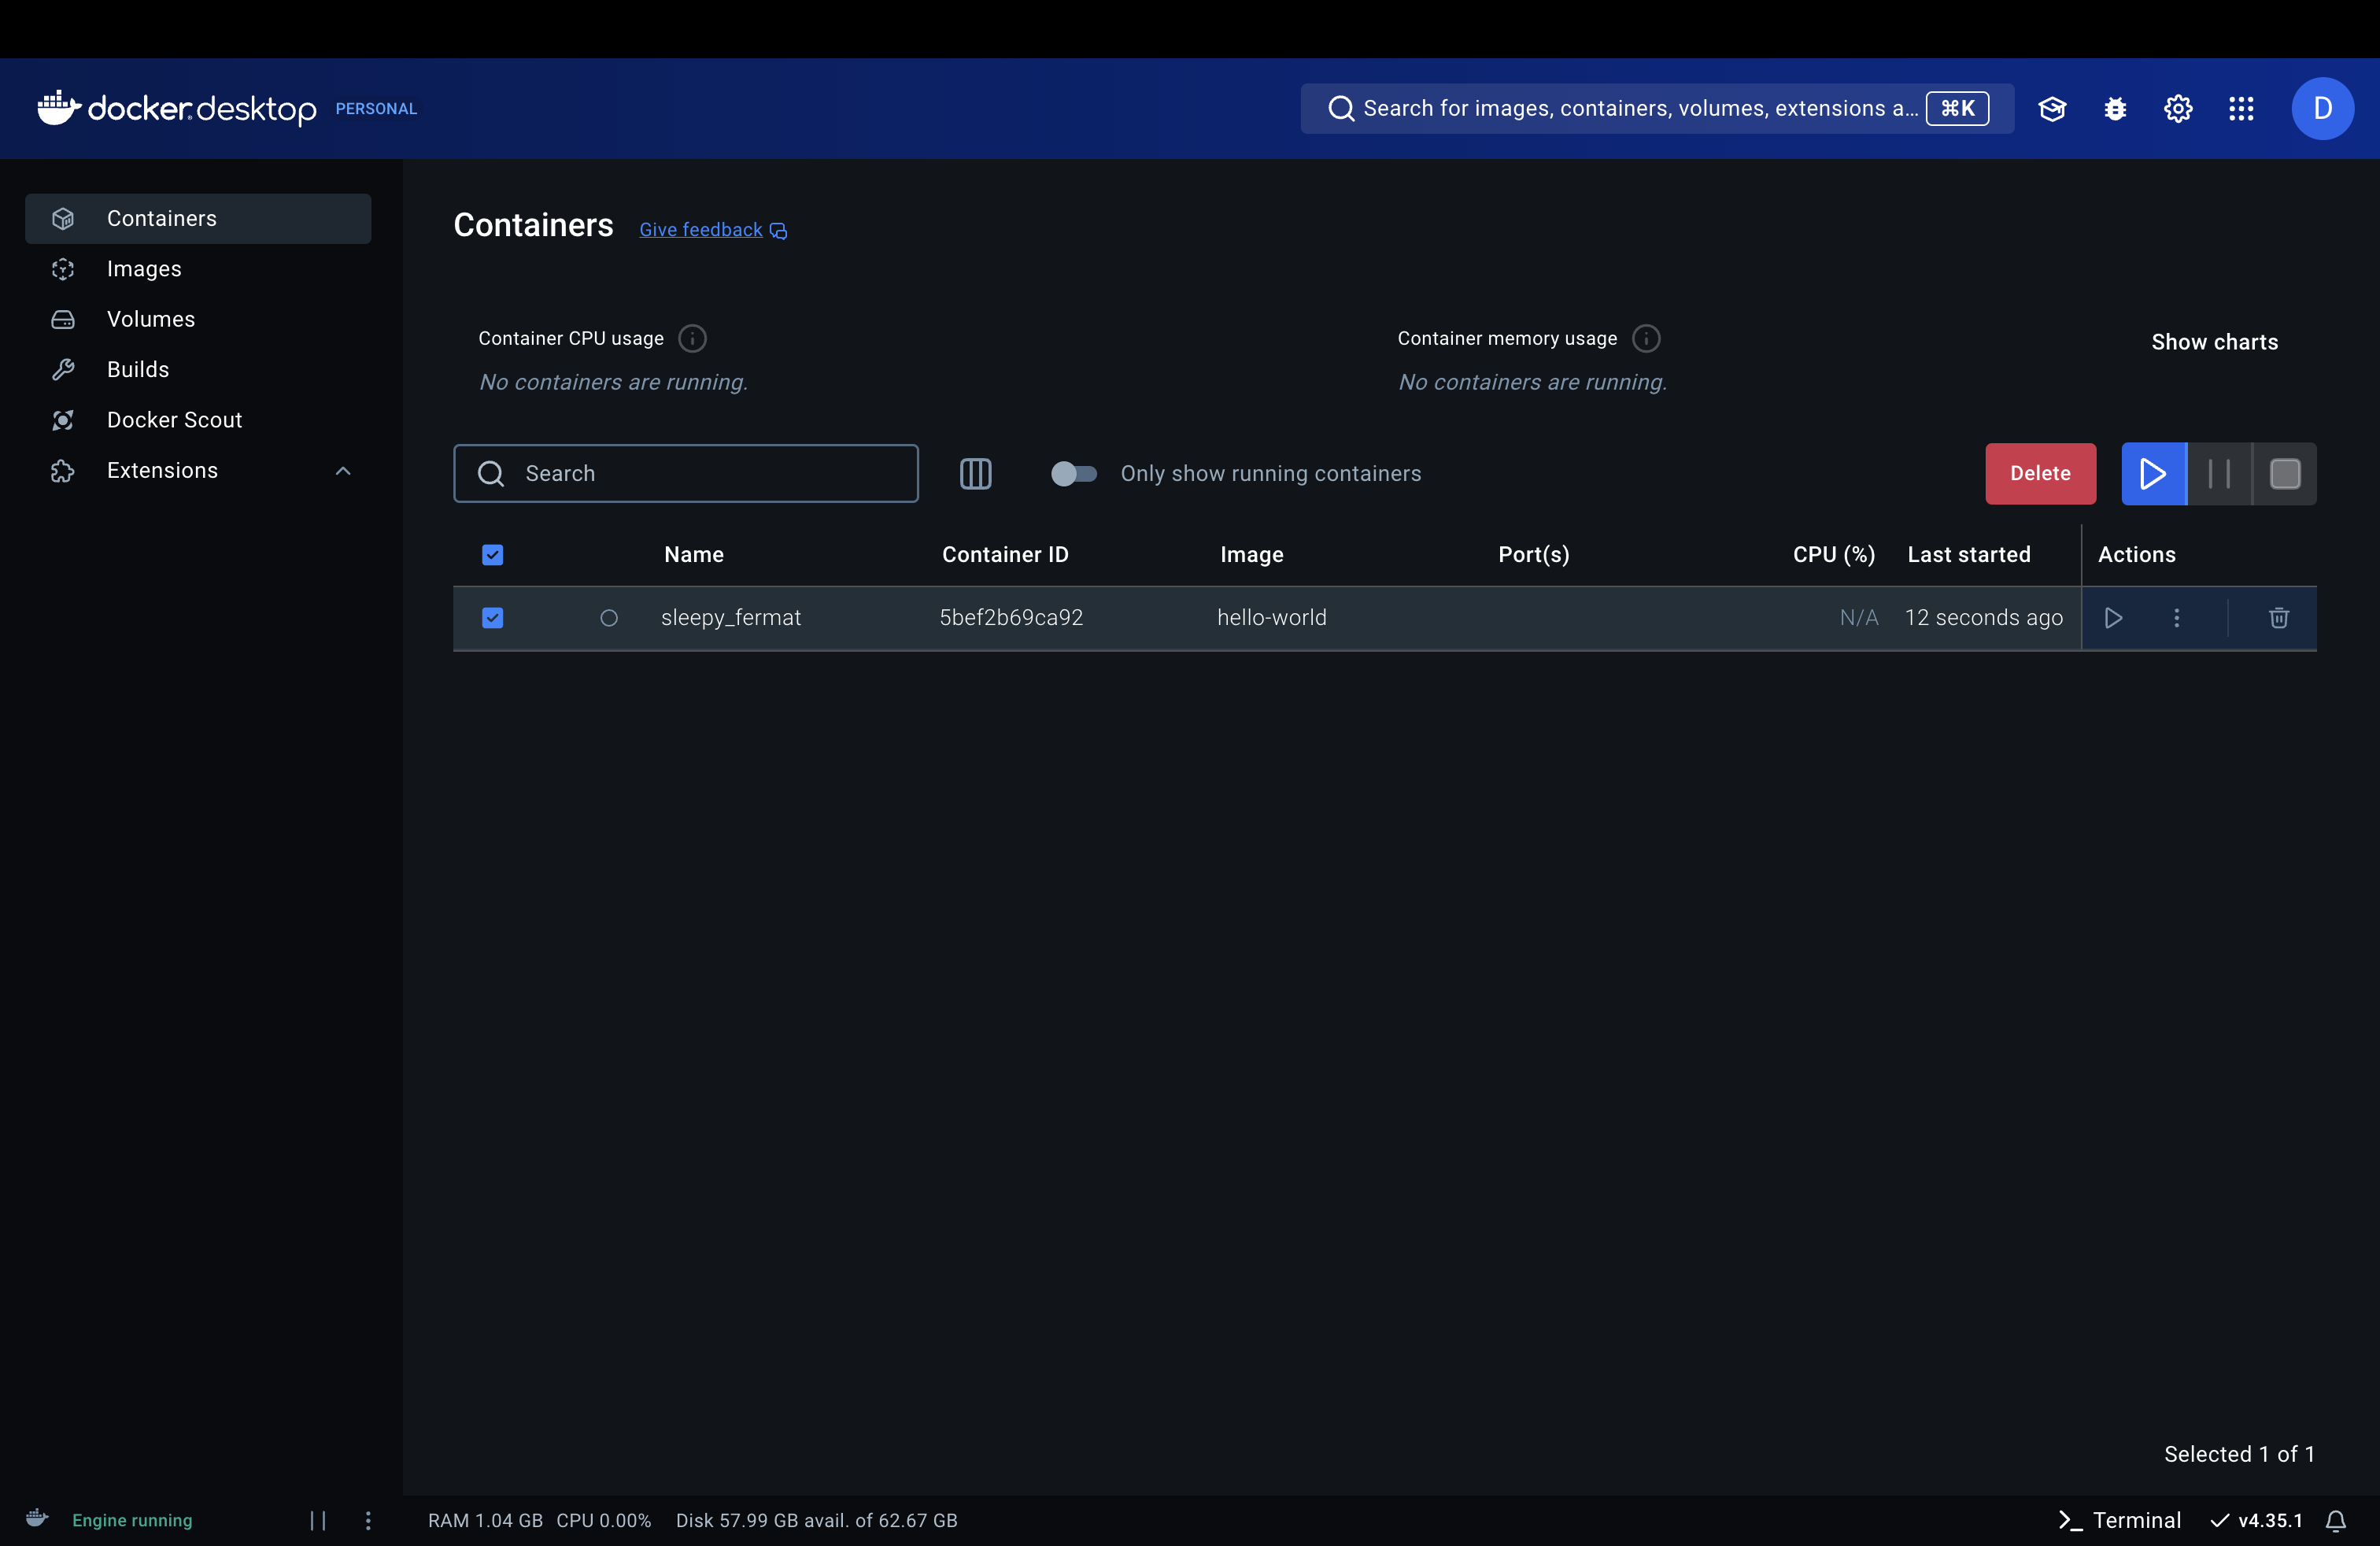 docker desktop PERSONAL
Search for images, containers, volumes, extensions a... ⌘K
D
Containers
Images
Volumes
Builds
Docker Scout
Extensions
Containers Give feedback
Container CPU usage
No containers are running.
Container memory usage
No containers are running.
Show charts
Search
Only show running containers
Delete
Name Container ID Image Port(s) CPU (%) Last started Actions
sleepy_fermat 5bef2b69ca92 hello-world N/A 12 seconds ago
Selected 1 of 1
Engine running
RAM 1.04 GB CPU 0.00% Disk 57.99 GB avail. of 62.67 GB
Terminal v4.35.1